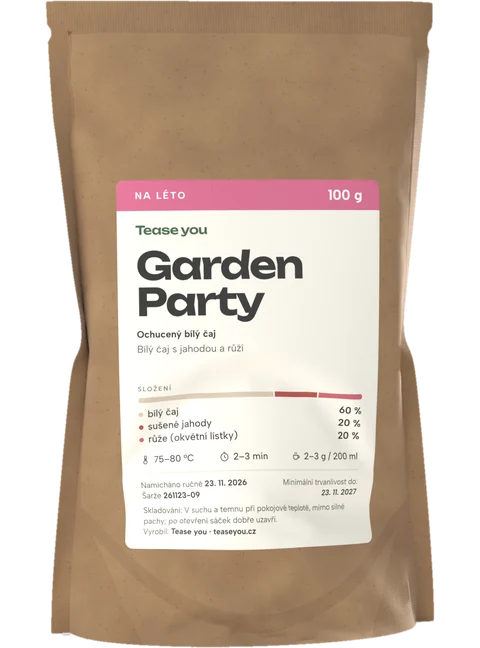 NA LÉTO
100 g
Tease you
Garden
Party
Ochucený bílý čaj
Bílý čaj s jahodou a růží
SLOŽENÍ
bílý čaj 60 %
sušené jahody 20 %
růže (okvětní lístky) 20 %
75–80 °C 2–3 min 2–3 g / 200 ml
Namícháno ručně 23. 11. 2026 Minimální trvanlivost do:
Šarže 261123-09 23. 11. 2027
Skladování: V suchu a temnu při pokojové teplotě, mimo silné
pachy; po otevření sáček dobře uzavři.
Vyrobil: Tease you · teaseyou.cz